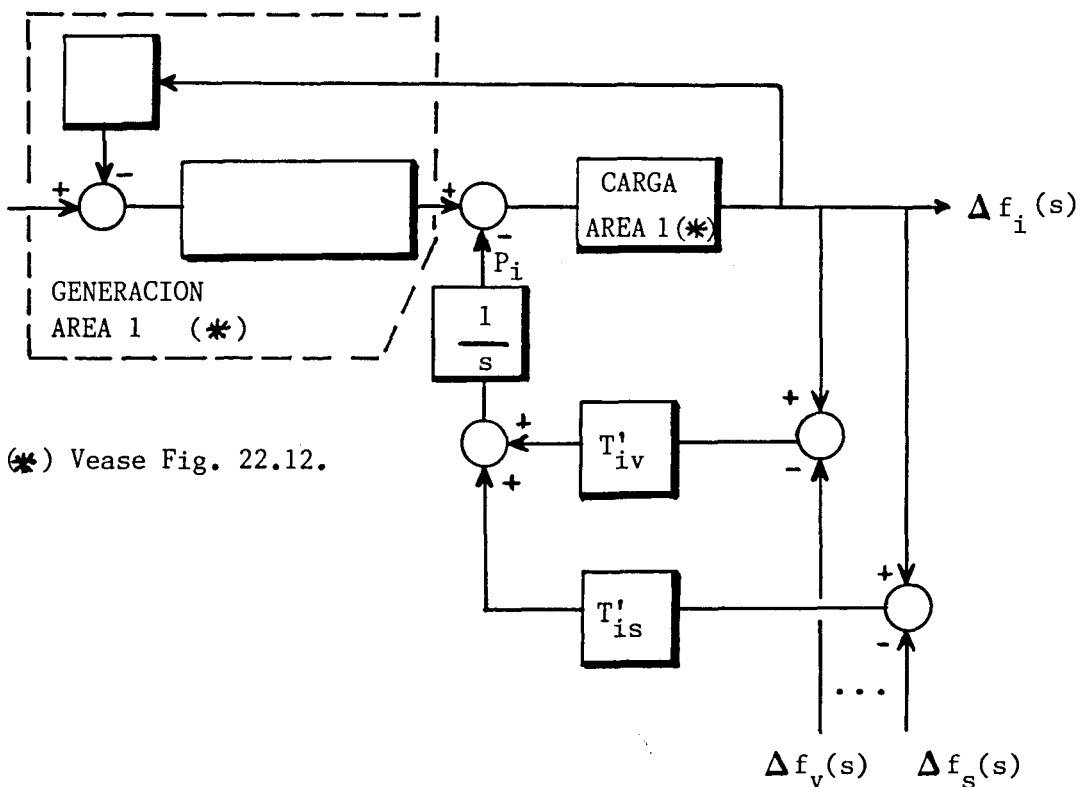 +
-
+
-
CARGA
AREA 1(*)
Δf_i(s)
P_i
GENERACION
AREA 1 (*)
1
s
+
+
T'_iv
+
-
(*) Vease Fig. 22.12.
T'_is
+
-
...
Δf_v(s) Δf_s(s)